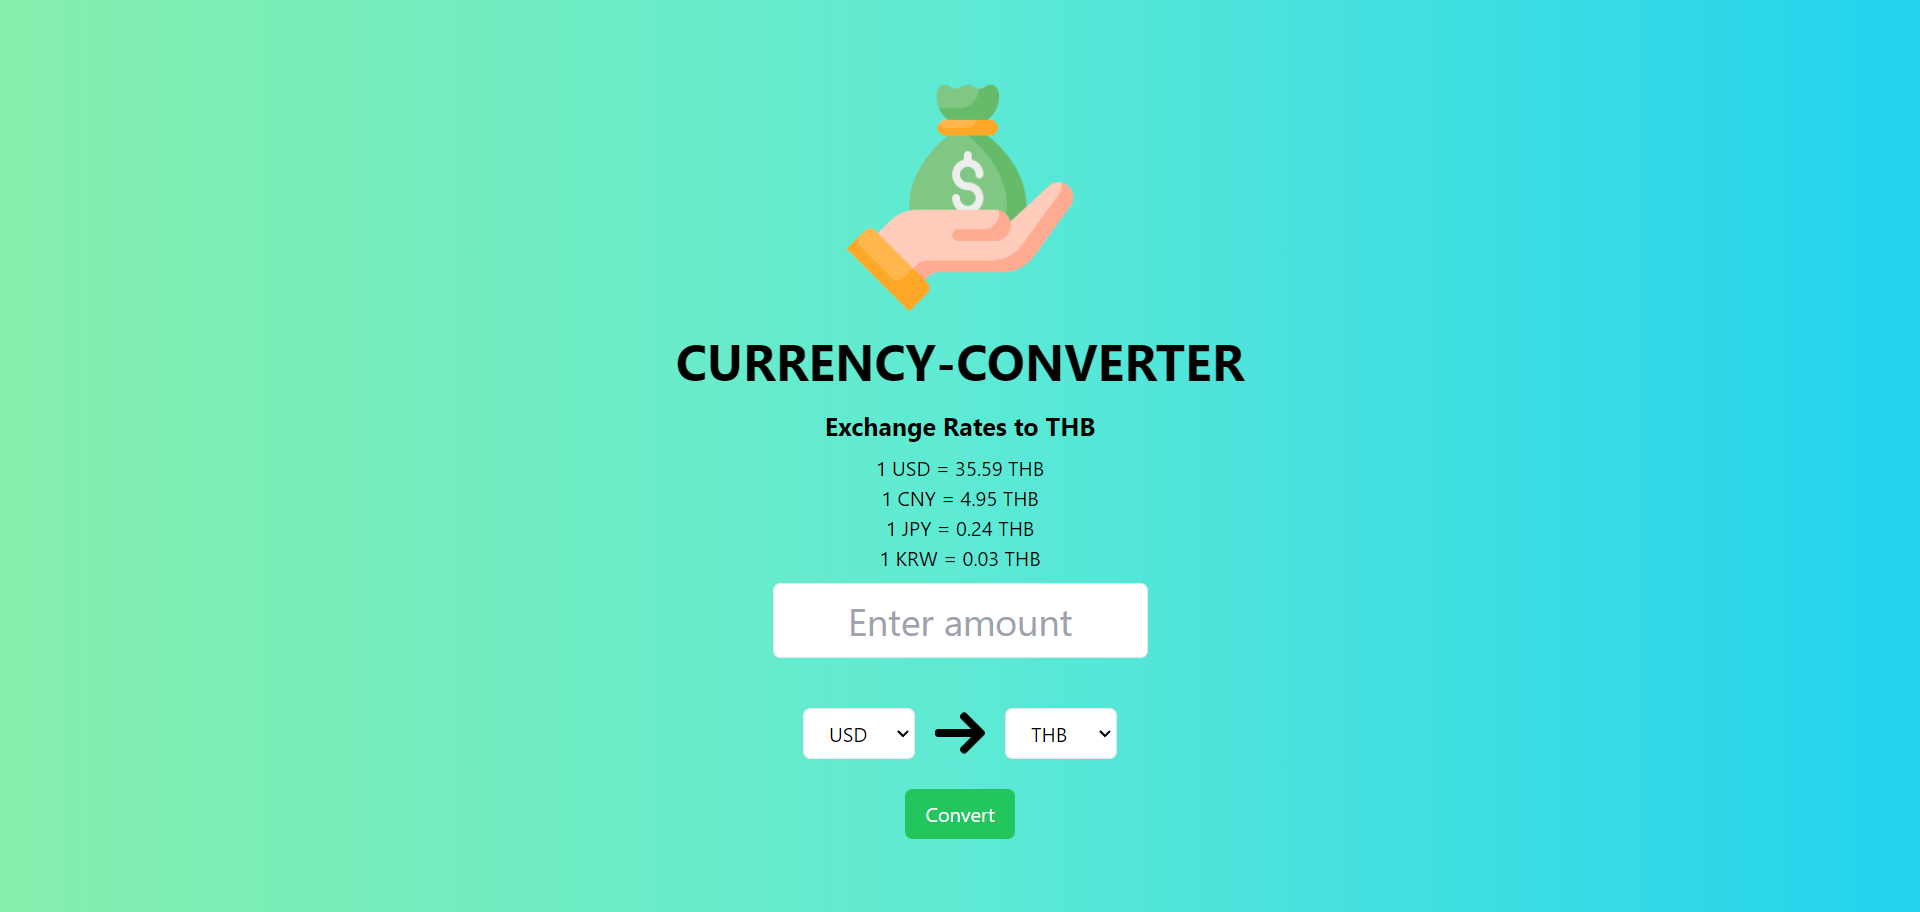 $
CURRENCY-CONVERTER
Exchange Rates to THB
1 USD = 35.59 THB
1 CNY = 4.95 THB
1 JPY = 0.24 THB
1 KRW = 0.03 THB
Enter amount
USD THB
Convert